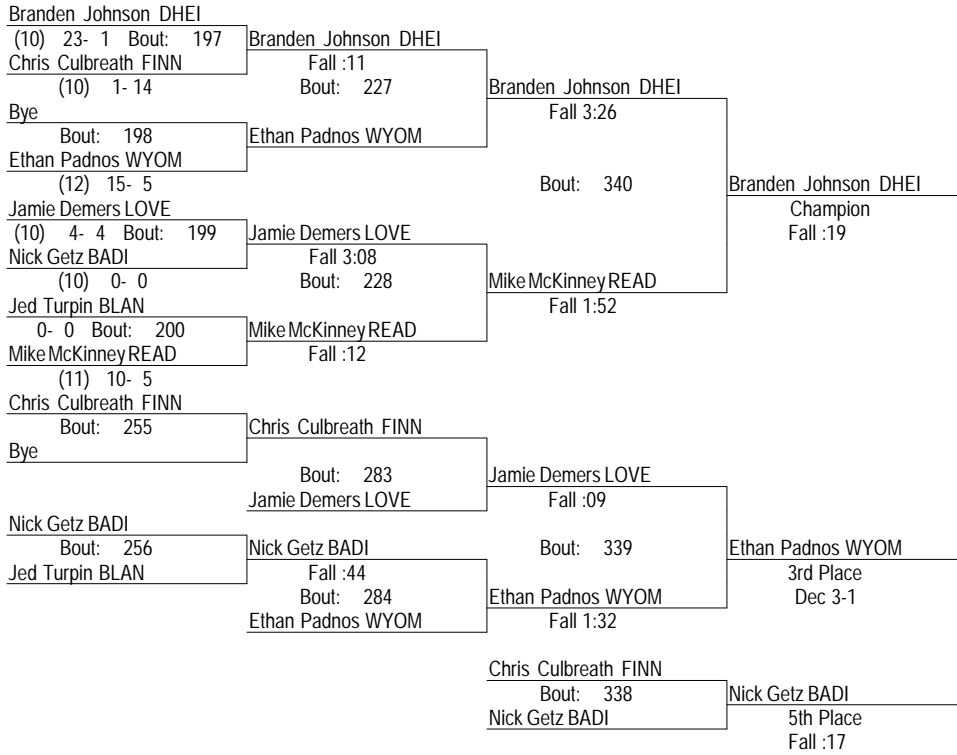 Branden Johnson DHEI
(10) 23- 1 Bout: 197
Branden Johnson DHEI
Chris Culbreath FINN
Fall :11
(10) 1- 14
Bout: 227
Branden Johnson DHEI
Bye
Fall 3:26
Bout: 198
Ethan Padnos WYOM
Ethan Padnos WYOM
(12) 15- 5
Bout: 340
Branden Johnson DHEI
Jamie Demers LOVE
Champion
(10) 4- 4 Bout: 199
Jamie Demers LOVE
Fall :19
Nick Getz BADI
Fall 3:08
(10) 0- 0
Bout: 228
Mike McKinney READ
Jed Turpin BLAN
Fall 1:52
0- 0 Bout: 200
Mike McKinney READ
Mike McKinney READ
Fall :12
(11) 10- 5
Chris Culbreath FINN
Bout: 255
Chris Culbreath FINN
Bye
Bout: 283
Jamie Demers LOVE
Jamie Demers LOVE
Fall :09
Nick Getz BADI
Bout: 256
Nick Getz BADI
Bout: 339
Ethan Padnos WYOM
Jed Turpin BLAN
Fall :44
3rd Place
Bout: 284
Ethan Padnos WYOM
Dec 3-1
Ethan Padnos WYOM
Fall 1:32
Chris Culbreath FINN
Bout: 338
Nick Getz BADI
Nick Getz BADI
5th Place
Fall :17